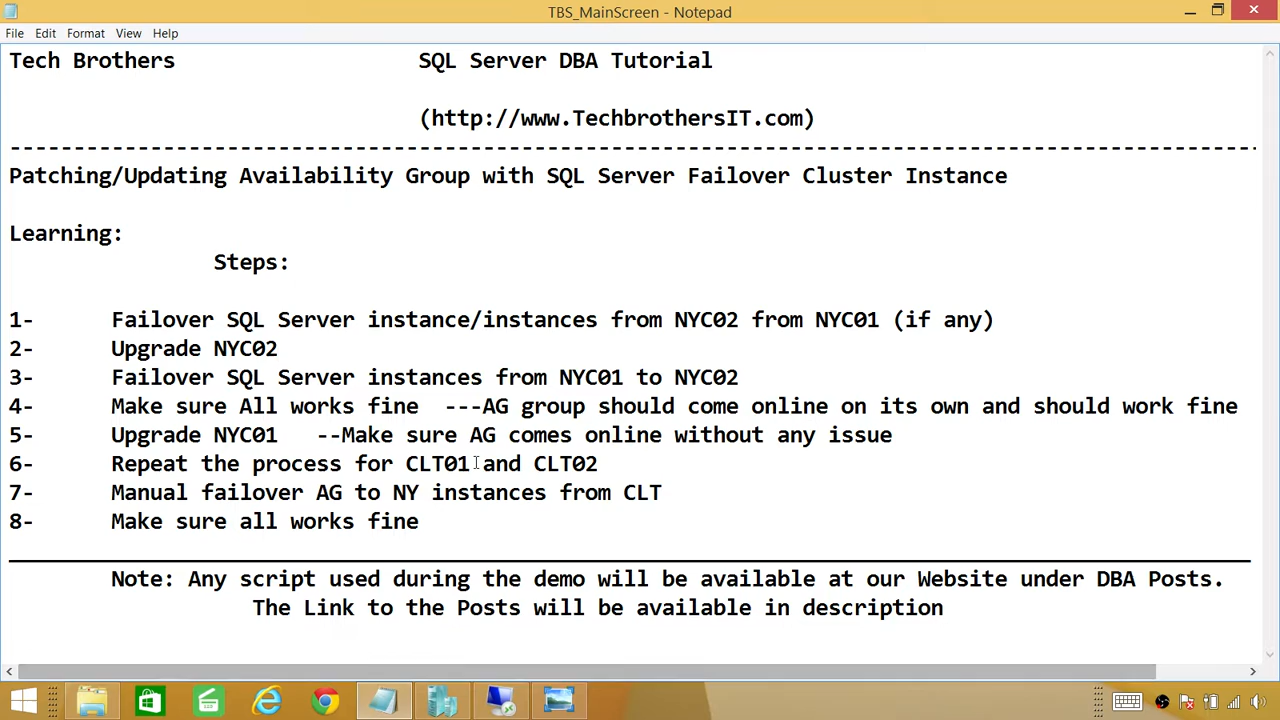 TBS_MainScreen - Notepad
File Edit Format View Help
Tech Brothers SQL Server DBA Tutorial
(http://www.TechbrothersIT.com)
--------------------------------------------------------------------------------------------------
Patching/Updating Availability Group with SQL Server Failover Cluster Instance
Learning:
Steps:
1- Failover SQL Server instance/instances from NYC02 from NYC01 (if any)
2- Upgrade NYC02
3- Failover SQL Server instances from NYC01 to NYC02
4- Make sure All works fine ---AG group should come online on its own and should work fine
5- Upgrade NYC01 --Make sure AG comes online without any issue
6- Repeat the process for CLT01 and CLT02
7- Manual failover AG to NY instances from CLT
8- Make sure all works fine
Note: Any script used during the demo will be available at our Website under DBA Posts.
The Link to the Posts will be available in description